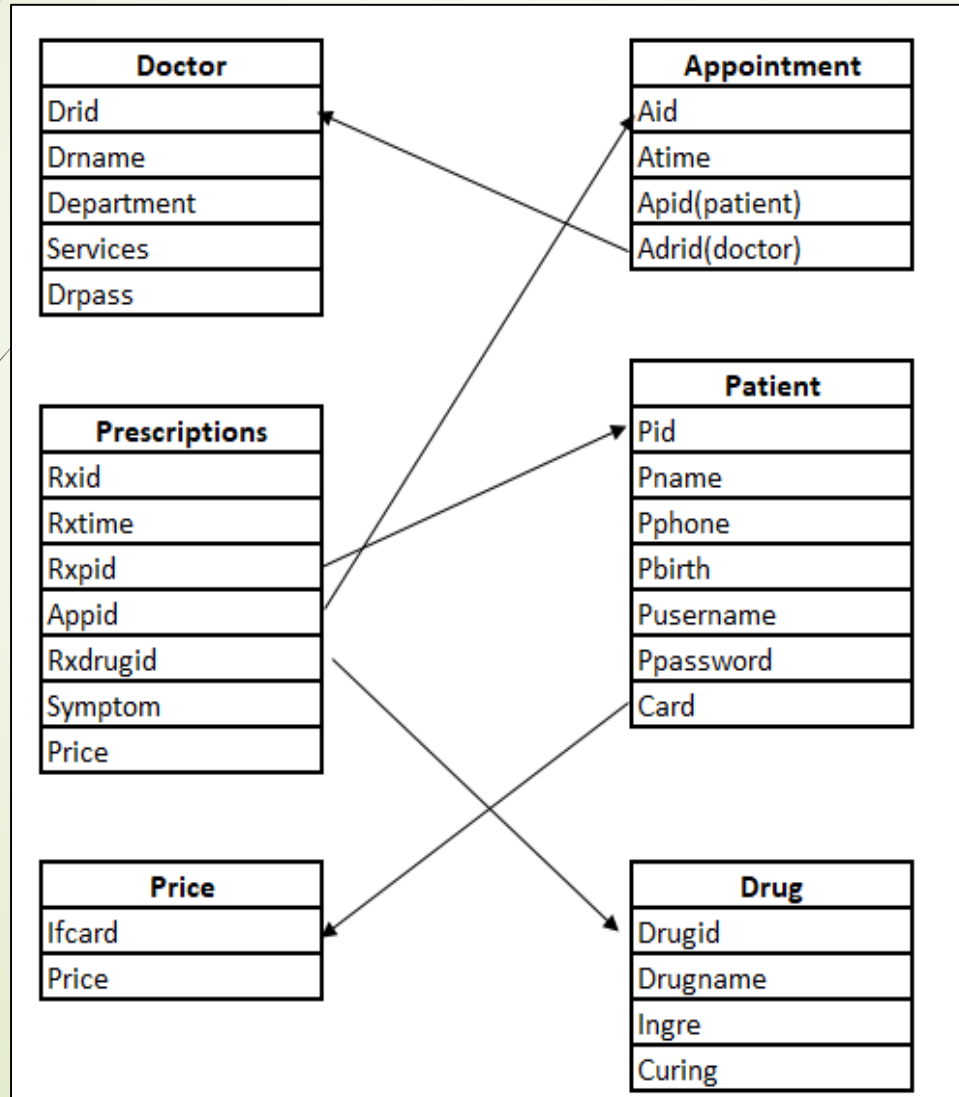 Doctor
Drid
Drname
Department
Services
Drpass
Appointment
Aid
Atime
Apid(patient)
Adrid(doctor)
Prescriptions
Rxid
Rxtime
Rxpid
Appid
Rxdrugid
Symptom
Price
Patient
Pid
Pname
Pphone
Pbirth
Pusername
Ppassword
Card
Price
Ifcard
Price
Drug
Drugid
Drugname
Ingre
Curing